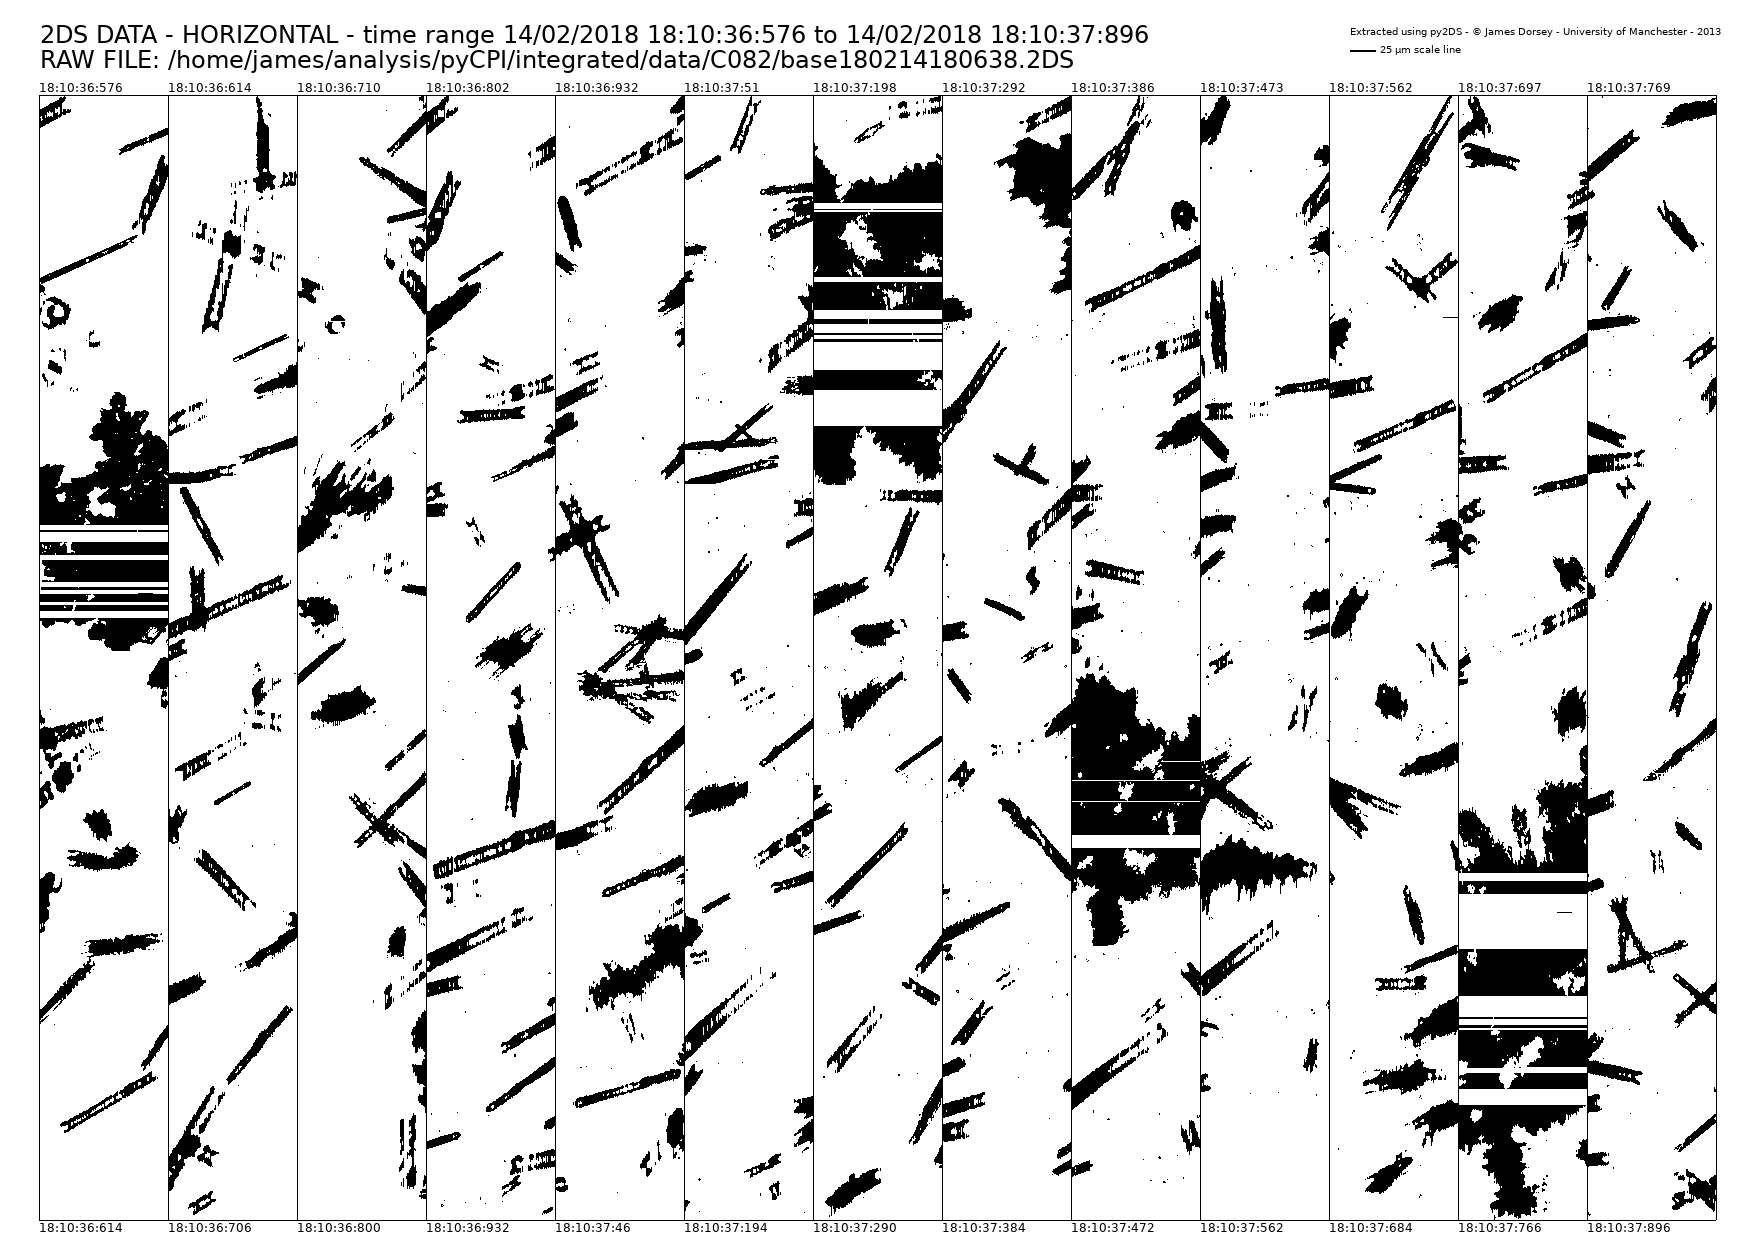 2DS DATA - HORIZONTAL - time range 14/02/2018 18:10:36:576 to 14/02/2018 18:10:37:896
RAW FILE: /home/james/analysis/pyCPI/integrated/data/C082/base180214180638.2DS
Extracted using py2DS - © James Dorsey - University of Manchester - 2013
25 µm scale line
18:10:36:576 18:10:36:614 18:10:36:710 18:10:36:802 18:10:36:932 18:10:37:51 18:10:37:198 18:10:37:292 18:10:37:386 18:10:37:473 18:10:37:562 18:10:37:697 18:10:37:769
18:10:36:614 18:10:36:706 18:10:36:800 18:10:36:932 18:10:37:46 18:10:37:194 18:10:37:290 18:10:37:384 18:10:37:472 18:10:37:562 18:10:37:684 18:10:37:766 18:10:37:896